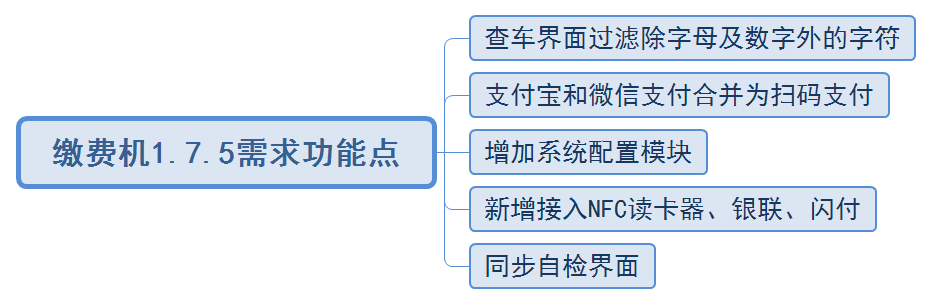 查车界面过滤除字母及数字外的字符
支付宝和微信支付合并为扫码支付
缴费机1.7.5需求功能点
增加系统配置模块
新增接入NFC读卡器、银联、闪付
同步自检界面